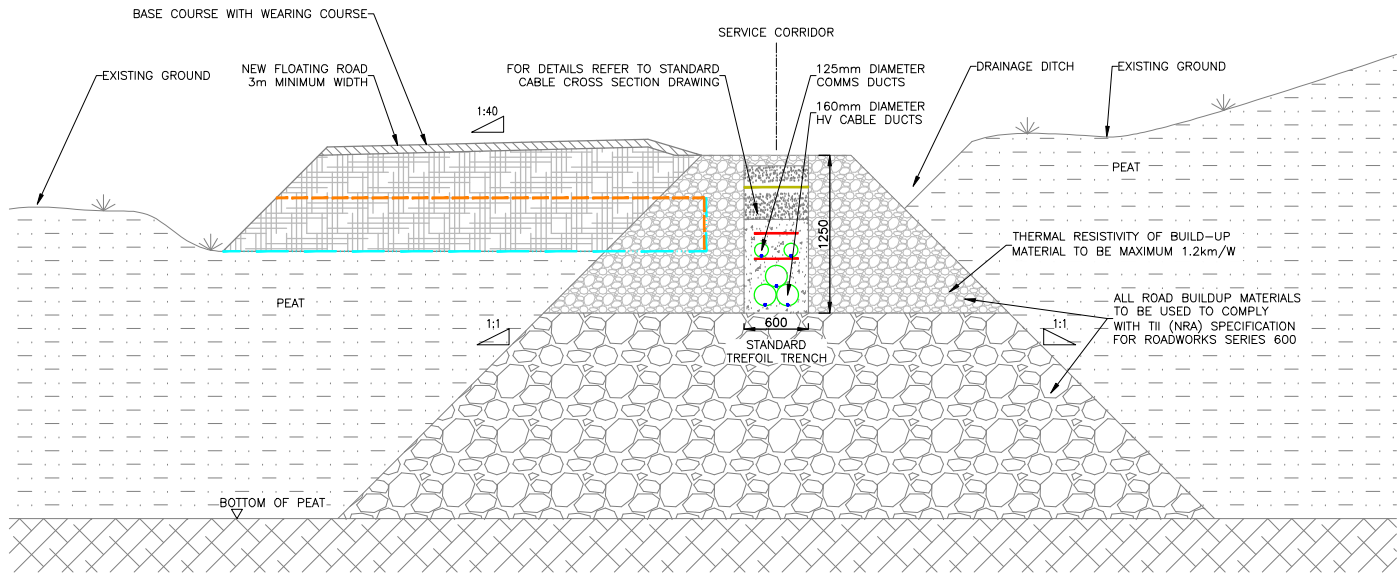 BASE COURSE WITH WEARING COURSE
SERVICE CORRIDOR
EXISTING GROUND
NEW FLOATING ROAD
3m MINIMUM WIDTH
FOR DETAILS REFER TO STANDARD
CABLE CROSS SECTION DRAWING
125mm DIAMETER
COMMS DUCTS
160mm DIAMETER
HV CABLE DUCTS
DRAINAGE DITCH
EXISTING GROUND
1:40
PEAT
1250
THERMAL RESISTIVITY OF BUILD-UP
MATERIAL TO BE MAXIMUM 1.2km/W
PEAT
ALL ROAD BUILDUP MATERIALS
TO BE USED TO COMPLY
WITH TII (NRA) SPECIFICATION
FOR ROADWORKS SERIES 600
1:1
600
1:1
STANDARD
TREFOIL TRENCH
BOTTOM OF PEAT